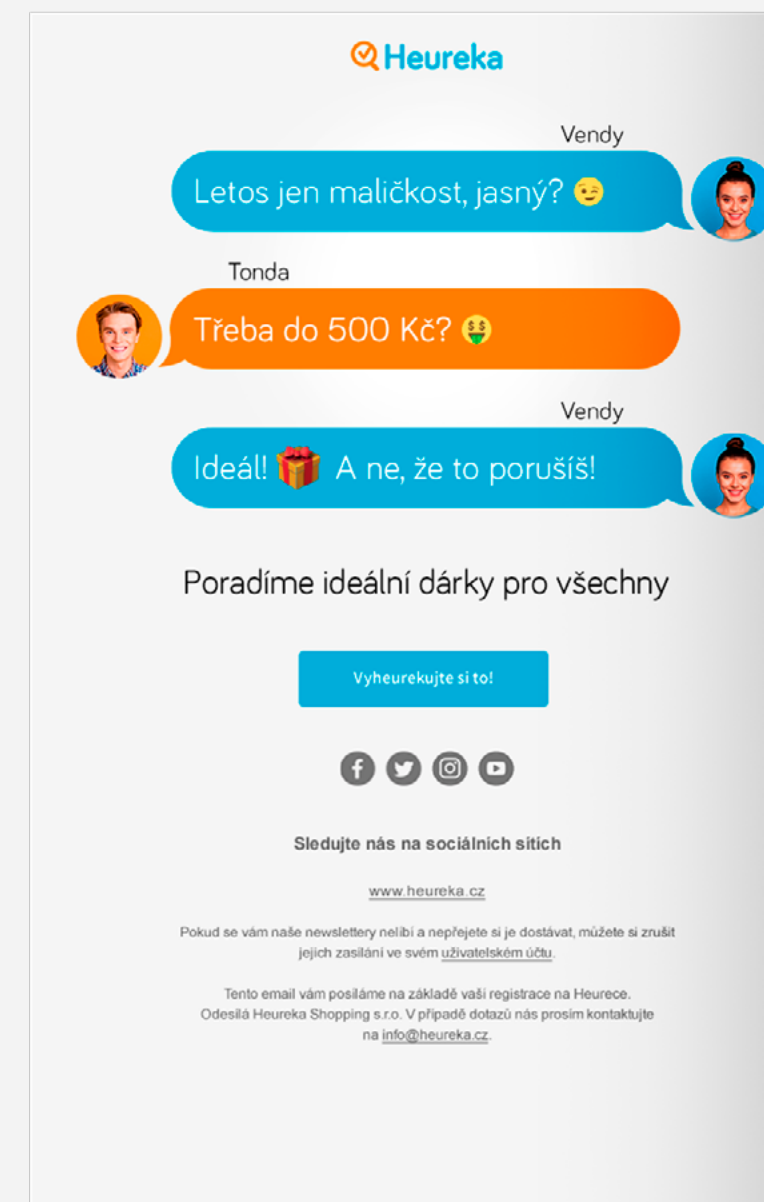 Heureka
Vendy
Letos jen maličkost, jasný? 😉
Tonda
Třeba do 500 Kč? 🤑
Vendy
Ideál! 🎁 A ne, že to porušíš!
Poradíme ideální dárky pro všechny
Vyheurekujte si to!
Sledujte nás na sociálních sítích
www.heureka.cz
Pokud se vám naše newslettery nelíbí a nepřejete si je dostávat, můžete si zrušit
jejich zasílání ve svém uživatelském účtu.
Tento email vám posíláme na základě vaší registrace na Heurece.
Odesílá Heureka Shopping s.r.o. V případě dotazů nás prosím kontaktujte
na info@heureka.cz.